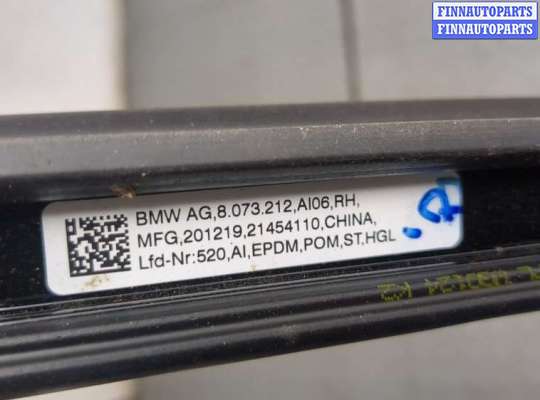 FINNAUTOPARTS
FINNAUTOPARTS
BMW AG,8.073.212,AI06,RH,
MFG,201219,21454110,CHINA,
Lfd-Nr:520,AI,EPDM,POM,ST,HGL